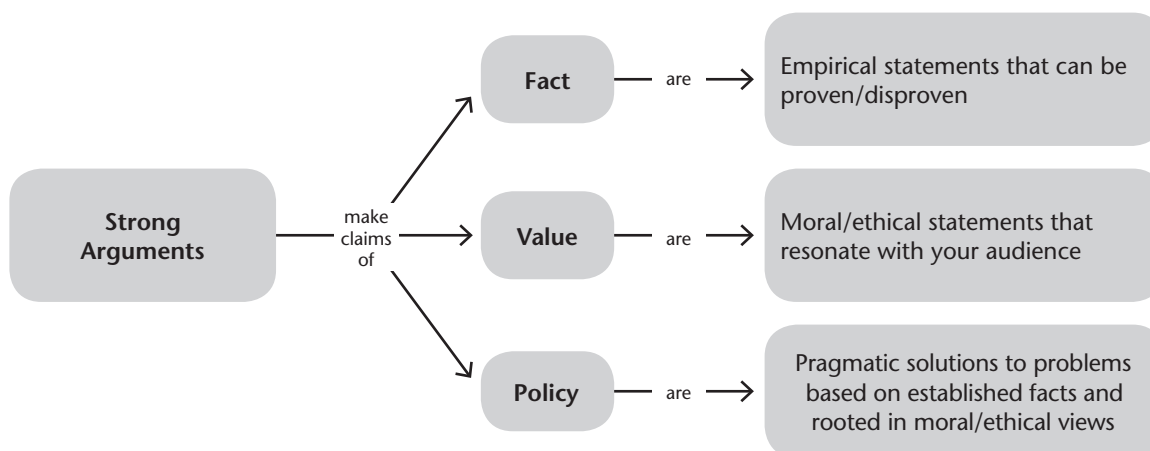 Strong
Arguments
make
claims
of
Fact
are
Empirical statements that can be
proven/disproven
Value
are
Moral/ethical statements that
resonate with your audience
Policy
are
Pragmatic solutions to problems
based on established facts and
rooted in moral/ethical views